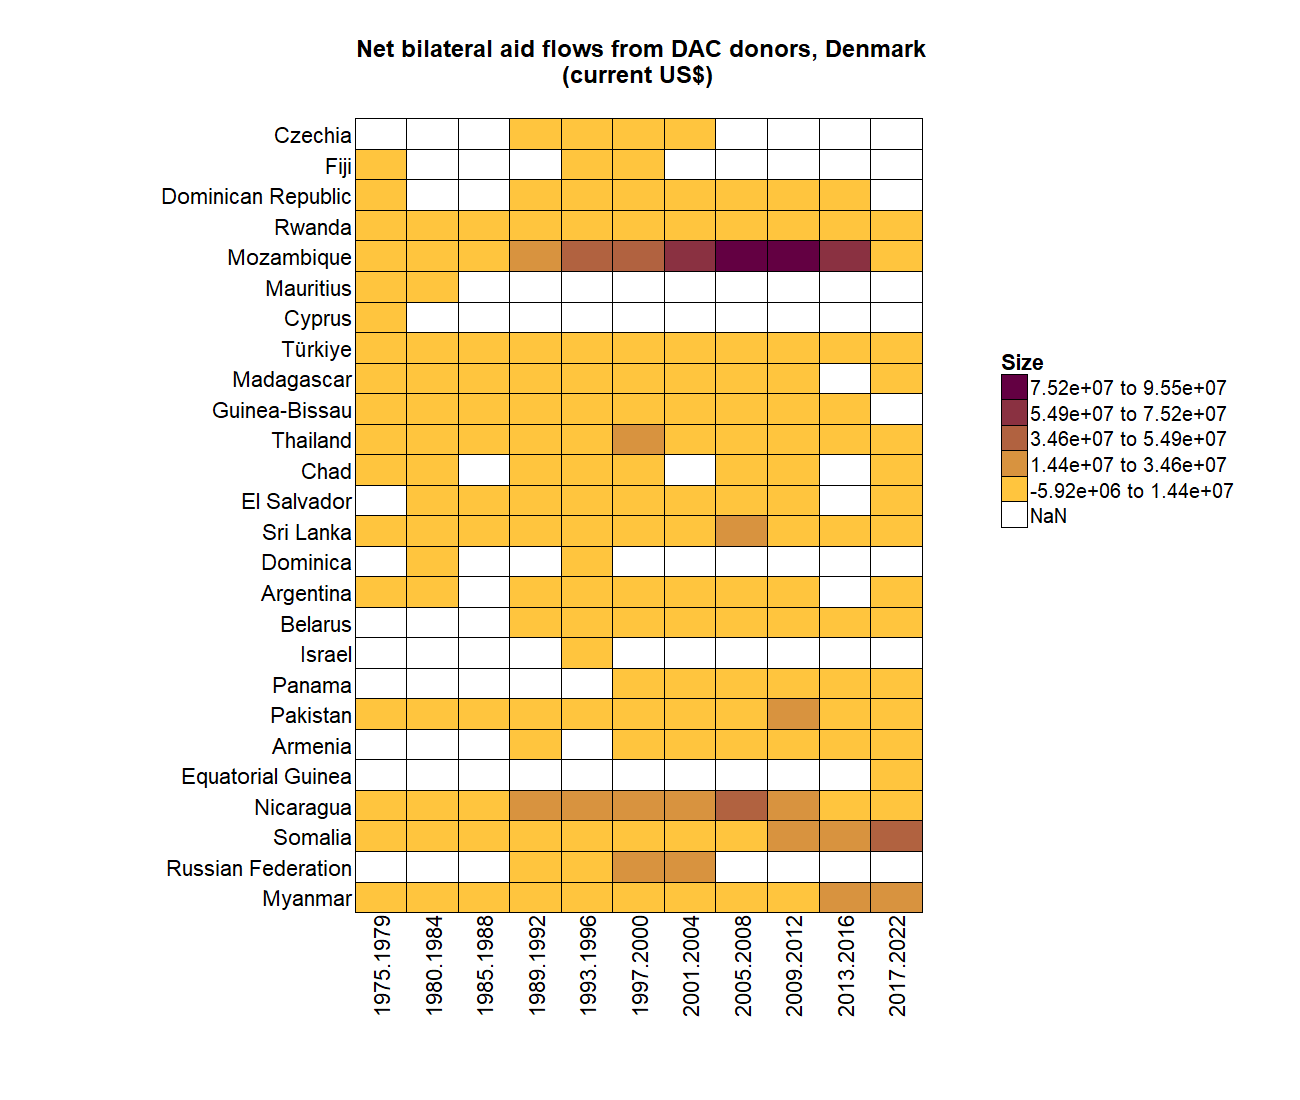 Net bilateral aid flows from DAC donors, Denmark
(current US$)
Czechia
Fiji
Dominican Republic
Rwanda
Mozambique
Mauritius
Cyprus
Türkiye
Madagascar
Guinea-Bissau
Thailand
Chad
El Salvador
Sri Lanka
Dominica
Argentina
Belarus
Israel
Panama
Pakistan
Armenia
Equatorial Guinea
Nicaragua
Somalia
Russian Federation
Myanmar
1975.1979
1980.1984
1985.1988
1989.1992
1993.1996
1997.2000
2001.2004
2005.2008
2009.2012
2013.2016
2017.2022
Size
7.52e+07 to 9.55e+07
5.49e+07 to 7.52e+07
3.46e+07 to 5.49e+07
1.44e+07 to 3.46e+07
-5.92e+06 to 1.44e+07
NaN